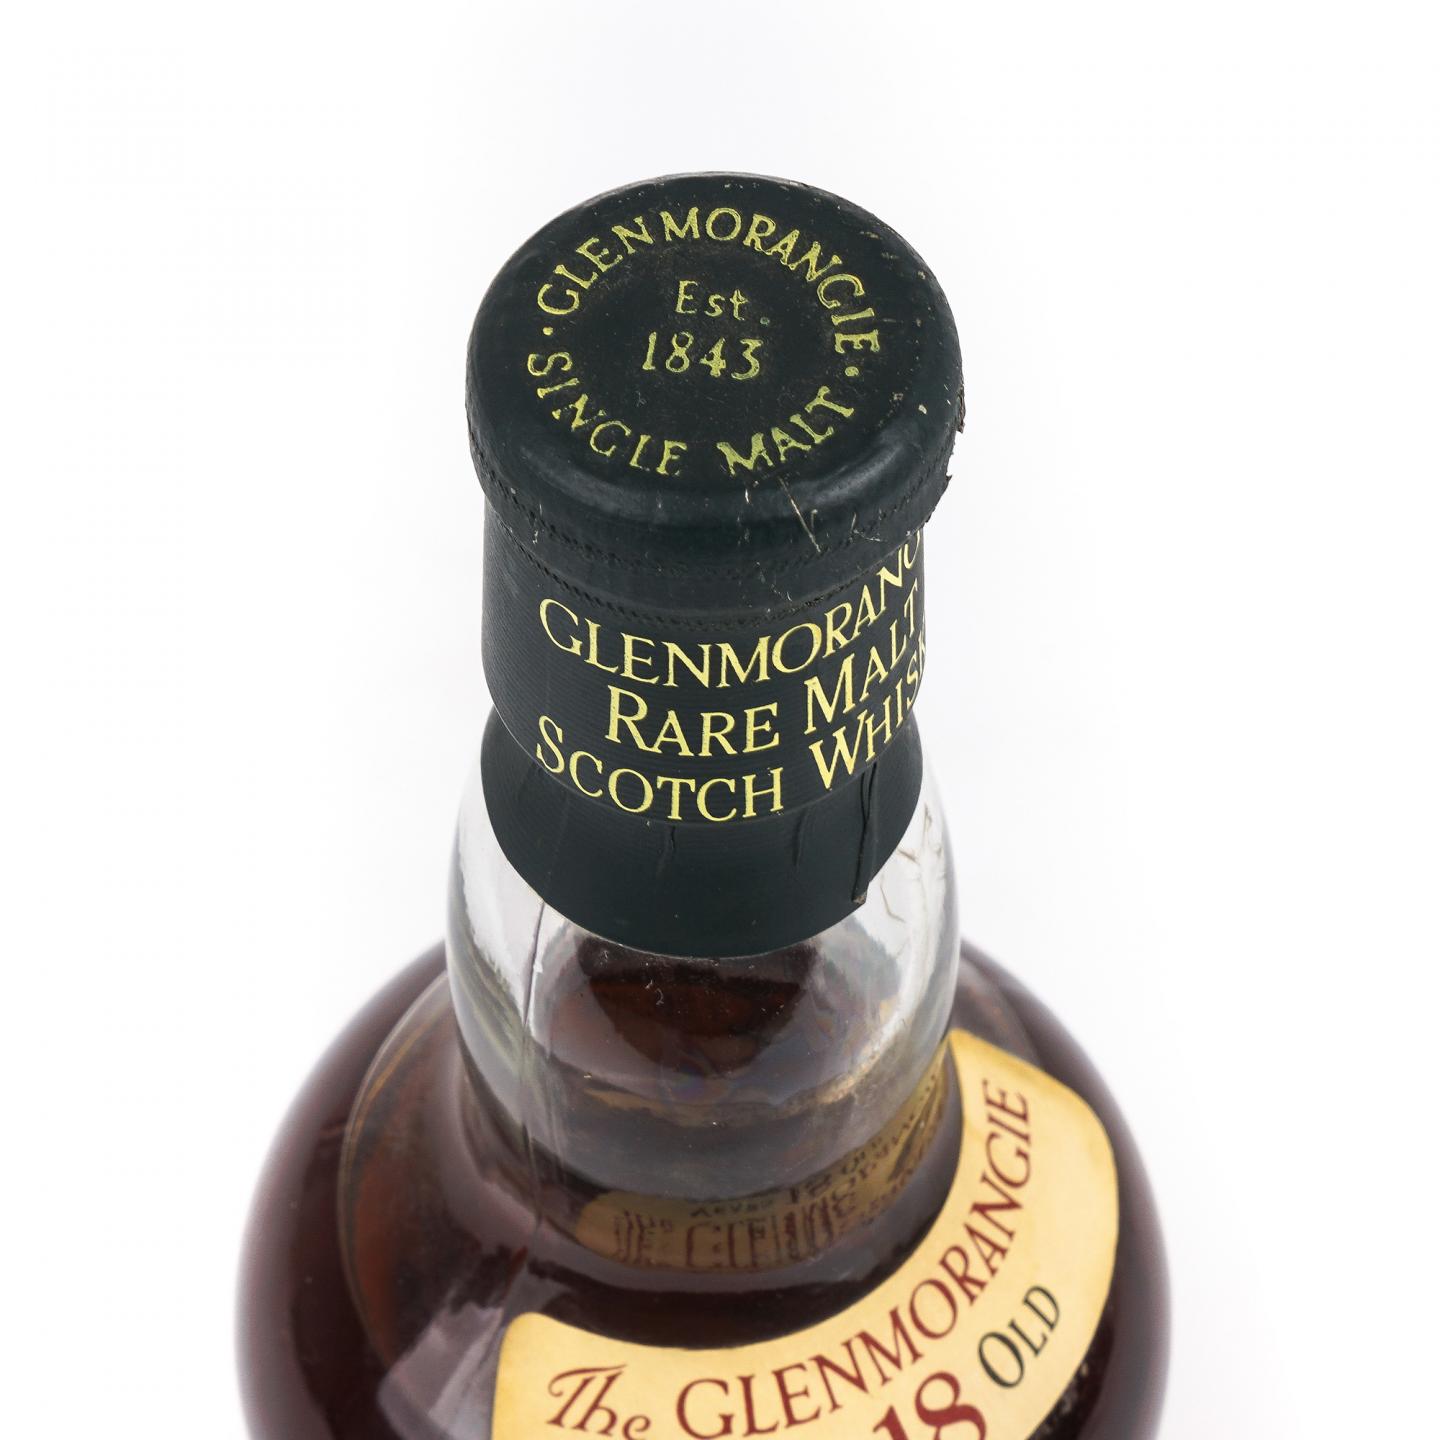 GLENMORANGIE
Est.
1843
· SINGLE MALT ·
GLENMORANG
RARE MALT
SCOTCH WHISK
The GLENMORANGIE
18 OLD